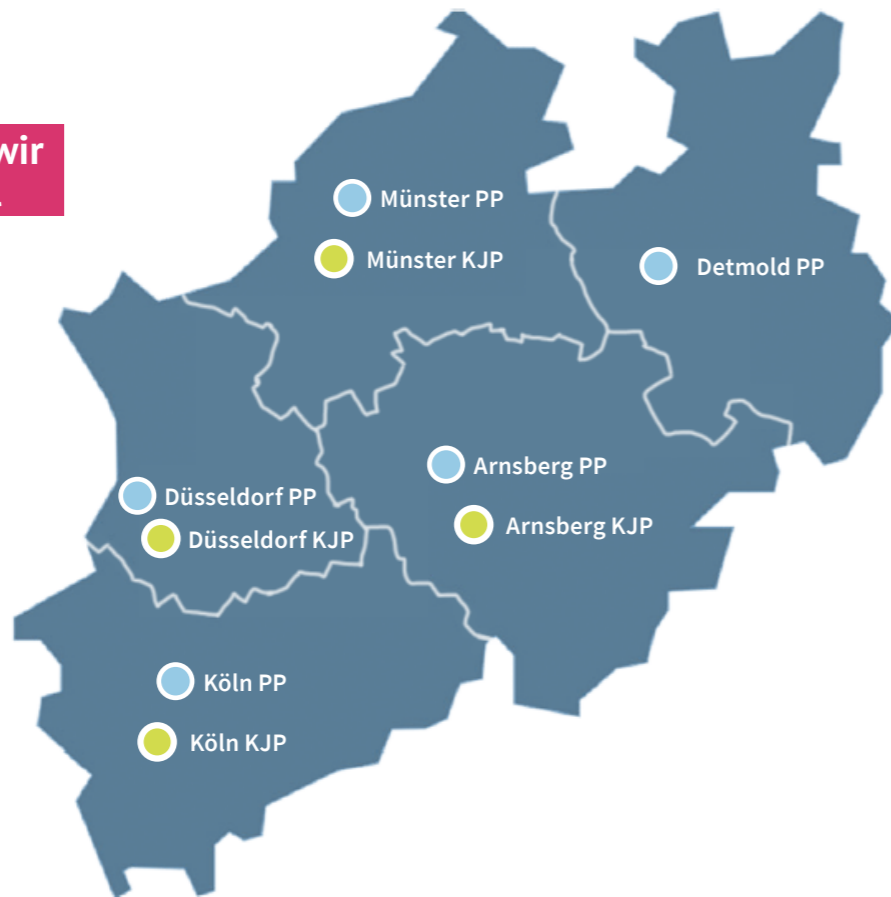 wir
Münster PP
Münster KJP
Detmold PP
Arnsberg PP
Düsseldorf PP
Arnsberg KJP
Düsseldorf KJP
Köln PP
Köln KJP